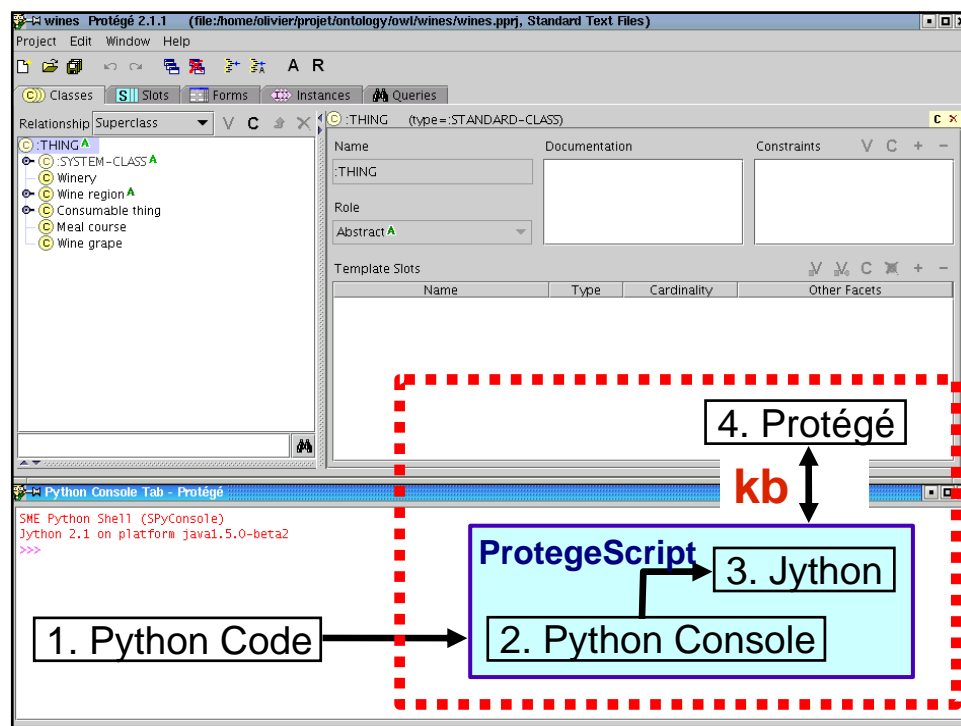 wines Protégé 2.1.1 (file:/home/olivier/projet/ontology/owl/wines/wines.pprj, Standard Text Files)
Project Edit Window Help
A R
C Classes S Slots Forms Instances Queries
Relationship Superclass V C
C :THING A
C :SYSTEM-CLASS A
C Winery
C Wine region A
C Consumable thing
C Meal course
C Wine grape
C :THING (type=:STANDARD-CLASS) C ×
Name Documentation Constraints V C + -
:THING
Role
Abstract A
Template Slots V V C + -
Name Type Cardinality Other Facets
4. Protégé
kb
Python Console Tab - Protégé
SME Python Shell (SPyConsole)
Jython 2.1 on platform java1.5.0-beta2
>>>
ProtegeScript
3. Jython
1. Python Code
2. Python Console